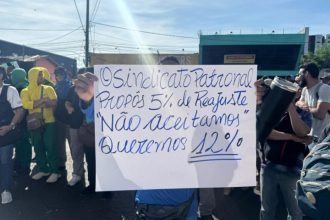 O Sindicato Patronal
Propôs 5% de Reajuste
"Não aceitamos"
Queremos 12%